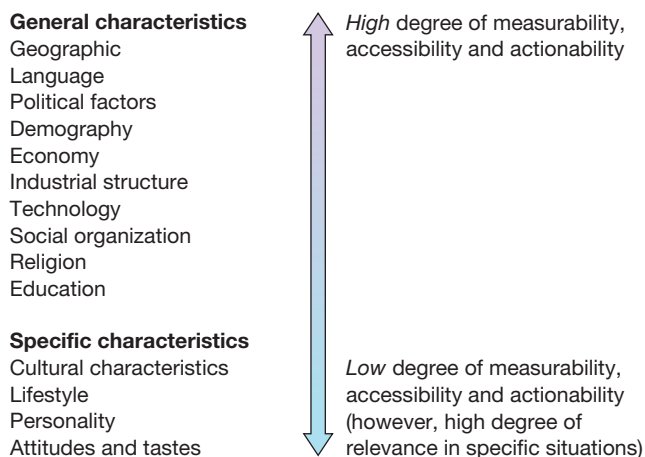 General characteristics
Geographic
Language
Political factors
Demography
Economy
Industrial structure
Technology
Social organization
Religion
Education
Specific characteristics
Cultural characteristics
Lifestyle
Personality
Attitudes and tastes
High degree of measurability,
accessibility and actionability
Low degree of measurability,
accessibility and actionability
(however, high degree of
relevance in specific situations)